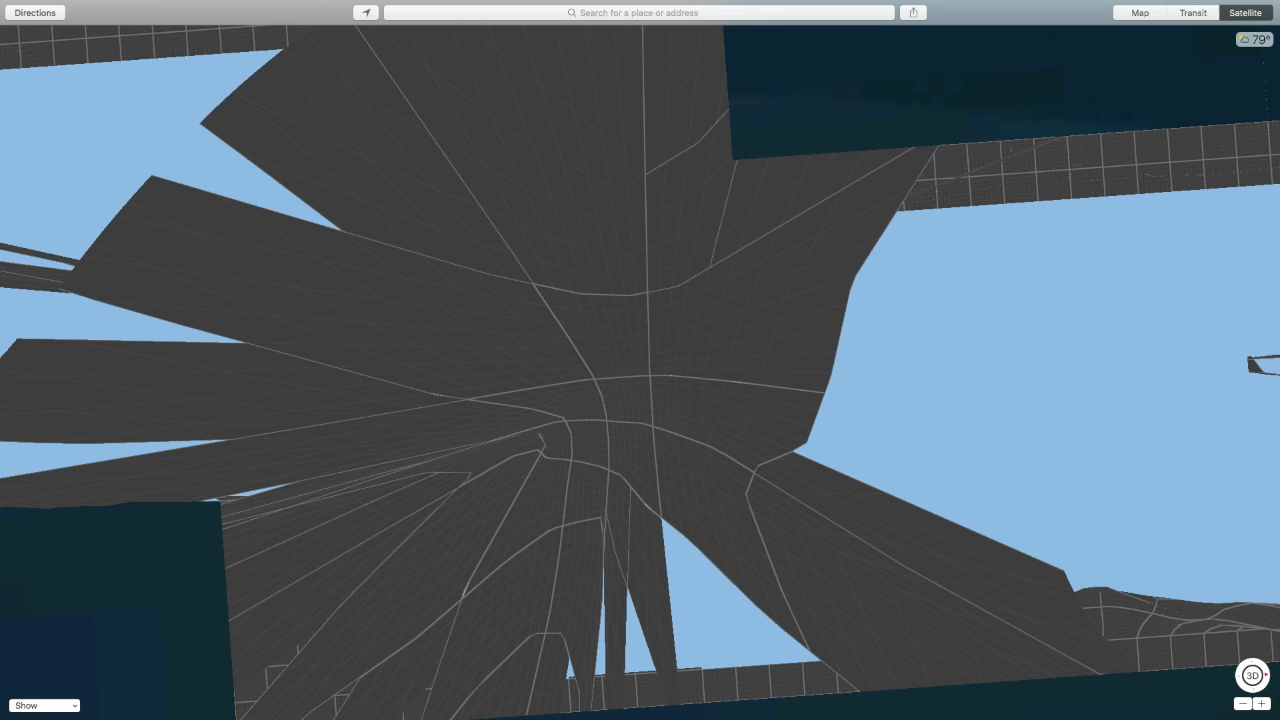 Directions
Search for a place or address
Map
Transit
Satellite
79°
3D
Show